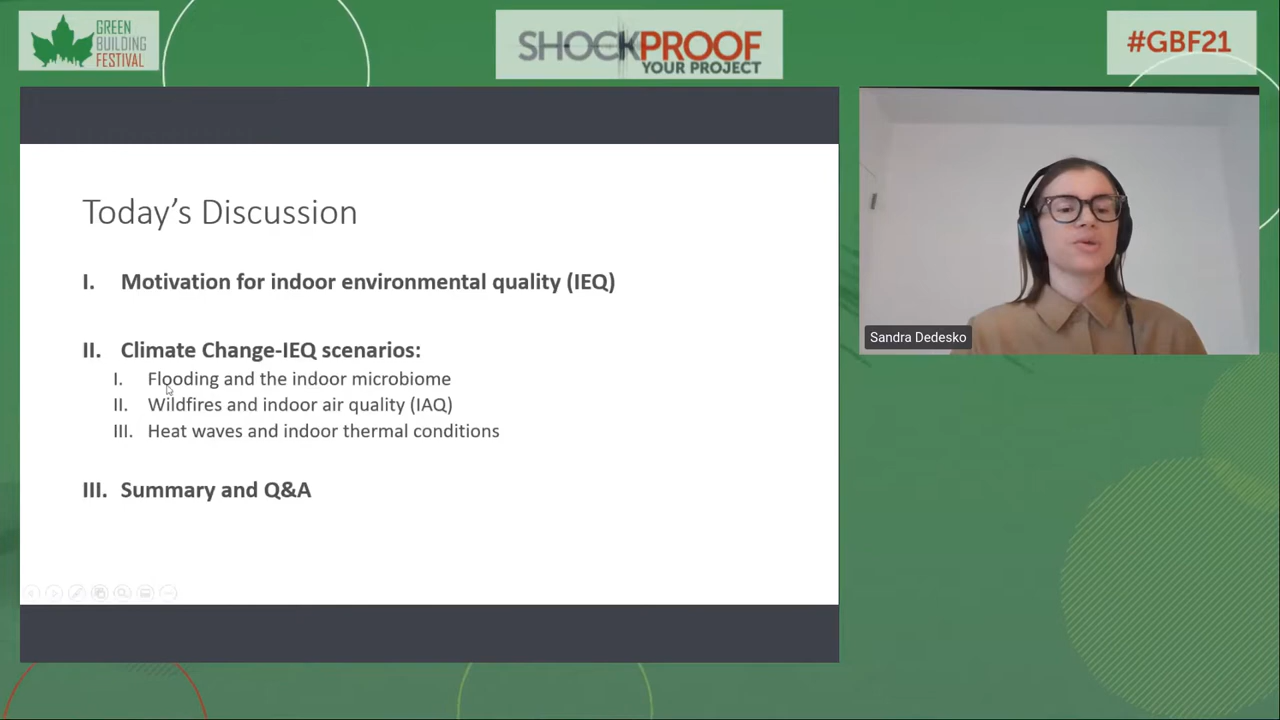 GREEN
BUILDING
FESTIVAL
SHOCKPROOF
YOUR PROJECT
#GBF21
Today's Discussion
I. Motivation for indoor environmental quality (IEQ)
II. Climate Change-IEQ scenarios:
I. Flooding and the indoor microbiome
II. Wildfires and indoor air quality (IAQ)
III. Heat waves and indoor thermal conditions
III. Summary and Q&A
Sandra Dedesko